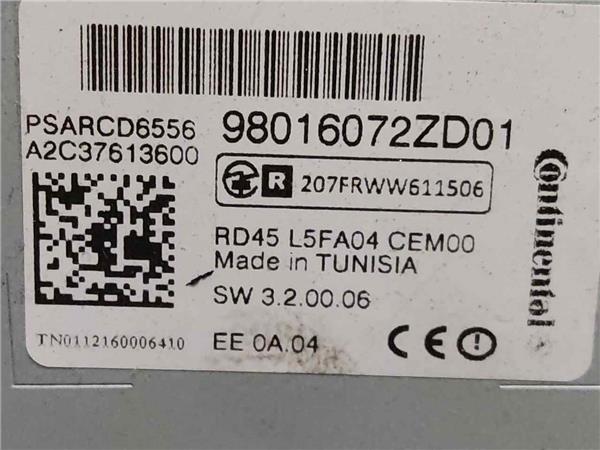 PSARCD6556
98016072ZD01
A2C37613600
R 207FRWW611506
RD45 L5FA04 CEM00
Made in TUNISIA
SW 3.2.00.06
TN0112160006410
EE 0A.04
CE
Continental